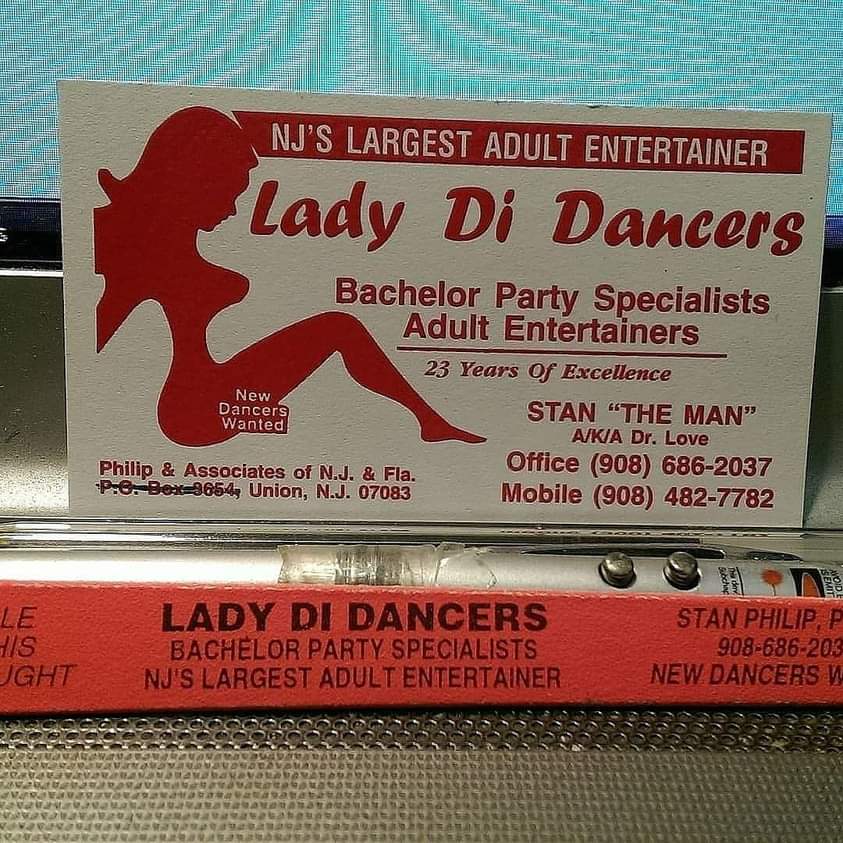 NJ'S LARGEST ADULT ENTERTAINER
Lady Di Dancers
Bachelor Party Specialists
Adult Entertainers
23 Years Of Excellence
New
Dancers
Wanted
STAN "THE MAN"
A/K/A Dr. Love
Office (908) 686-2037
Mobile (908) 482-7782
Philip & Associates of N.J. & Fla.
P.O. Box 3654, Union, N.J. 07083
LADY DI DANCERS
BACHELOR PARTY SPECIALISTS
NJ'S LARGEST ADULT ENTERTAINER
STAN PHILIP, P
908-686-203
NEW DANCERS W
LE
HIS
UGHT